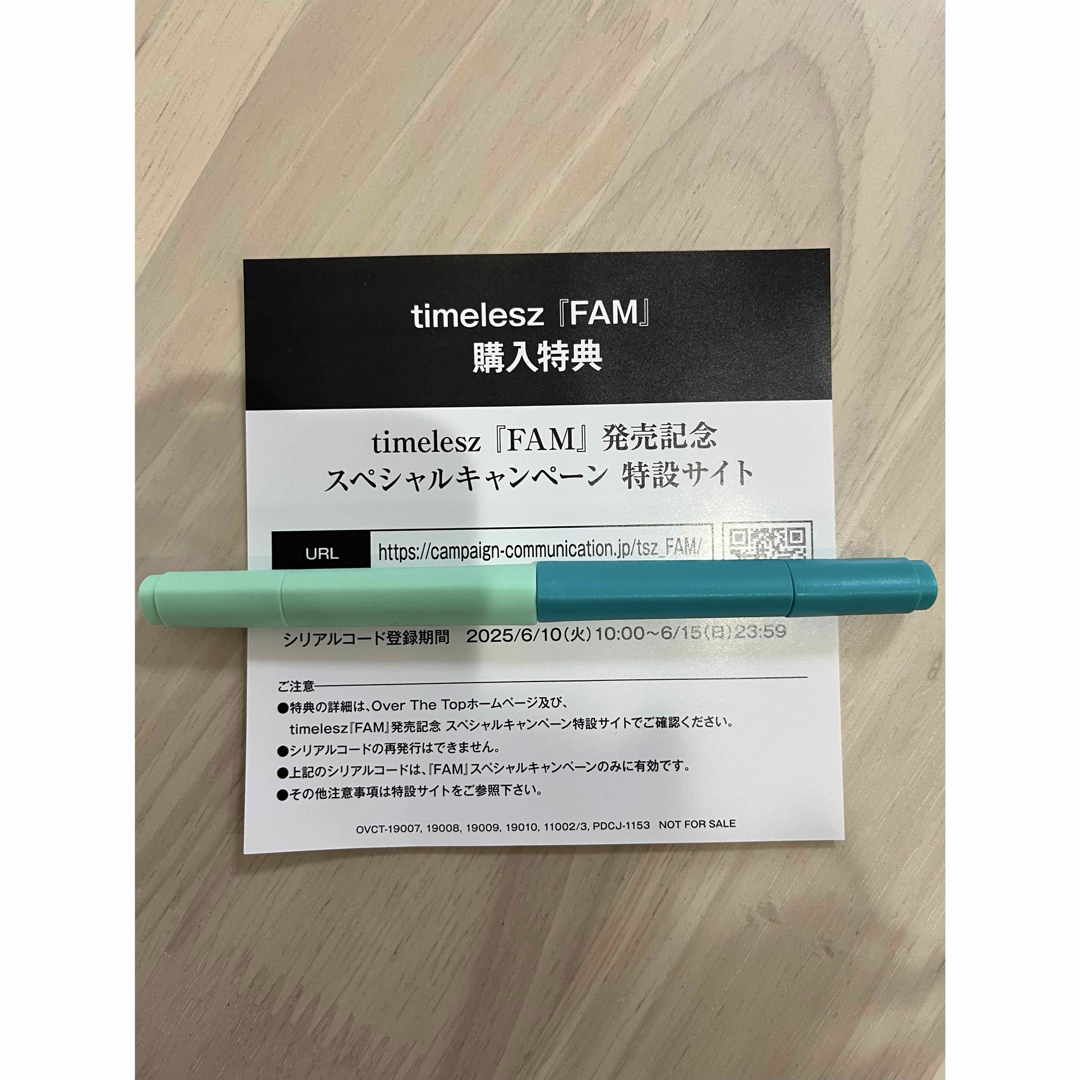 timelesz『FAM』
購入特典
timelesz『FAM』発売記念
スペシャルキャンペーン 特設サイト
URL https://campaign-communication.jp/tsz_FAM/
シリアルコード登録期間 2025/6/10(火)10:00〜6/15(日)23:59
ご注意
●特典の詳細は、Over The Topホームページ及び、
timelesz『FAM』発売記念 スペシャルキャンペーン特設サイトでご確認ください。
●シリアルコードの再発行はできません。
●上記のシリアルコードは、『FAM』スペシャルキャンペーンのみに有効です。
●その他注意事項は特設サイトをご参照下さい。
OVCT-19007, 19008, 19009, 19010, 11002/3, PDCJ-1153 NOT FOR SALE